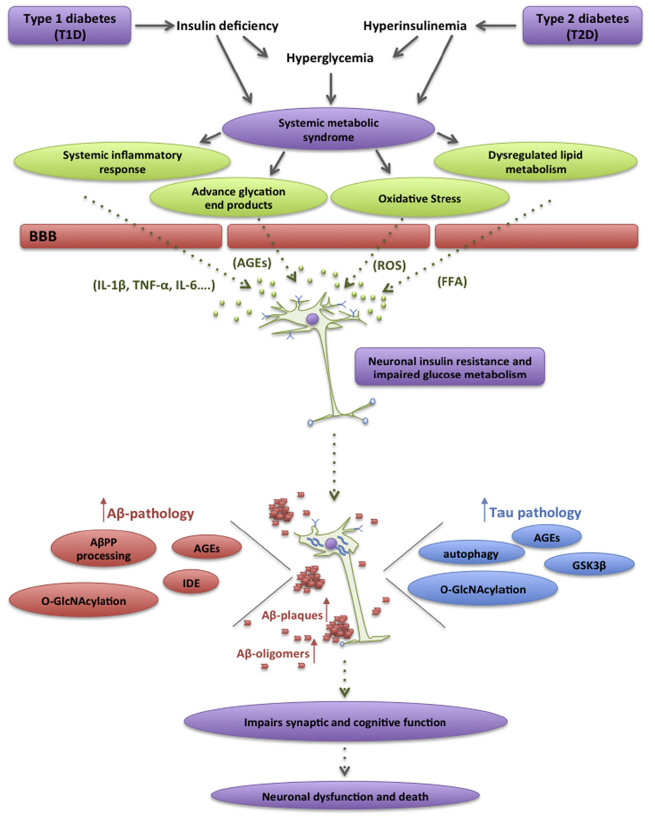 Type 1 diabetes
(T1D)
Insulin deficiency
Hyperinsulinemia
Type 2 diabetes
(T2D)
Hyperglycemia
Systemic metabolic
syndrome
Systemic inflammatory
response
Dysregulated lipid
metabolism
Advance glycation
end products
Oxidative Stress
BBB
(IL-1β, TNF-α, IL-6....)
(AGEs)
(ROS)
(FFA)
Neuronal insulin resistance and
impaired glucose metabolism
Aβ-pathology
AβPP
processing
AGEs
IDE
O-GlcNAcylation
Tau pathology
AGEs
autophagy
GSK3β
O-GlcNAcylation
Aβ-plaques
Aβ-oligomers
Impairs synaptic and cognitive function
Neuronal dysfunction and death